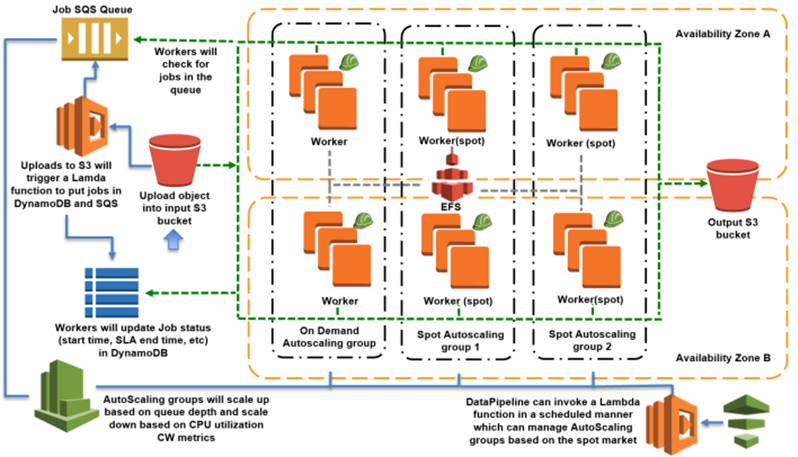 Job SQS Queue
Workers will
check for
jobs in the
queue
Availability Zone A
Worker
Worker(spot)
Worker (spot)
Uploads to S3 will
trigger a Lamda
function to put jobs in
DynamoDB and SQS
Upload object
into input S3
bucket
EFS
Output S3
bucket
Worker
Worker (spot)
Worker(spot)
Workers will update Job status
(start time, SLA end time, etc)
in DynamoDB
On Demand
Autoscaling group
Spot Autoscaling
group 1
Spot Autoscaling
group 2
Availability Zone B
AutoScaling groups will scale up
based on queue depth and scale
down based on CPU utilization
CW metrics
DataPipeline can invoke a Lambda
function in a scheduled manner
which can manage AutoScaling
groups based on the spot market